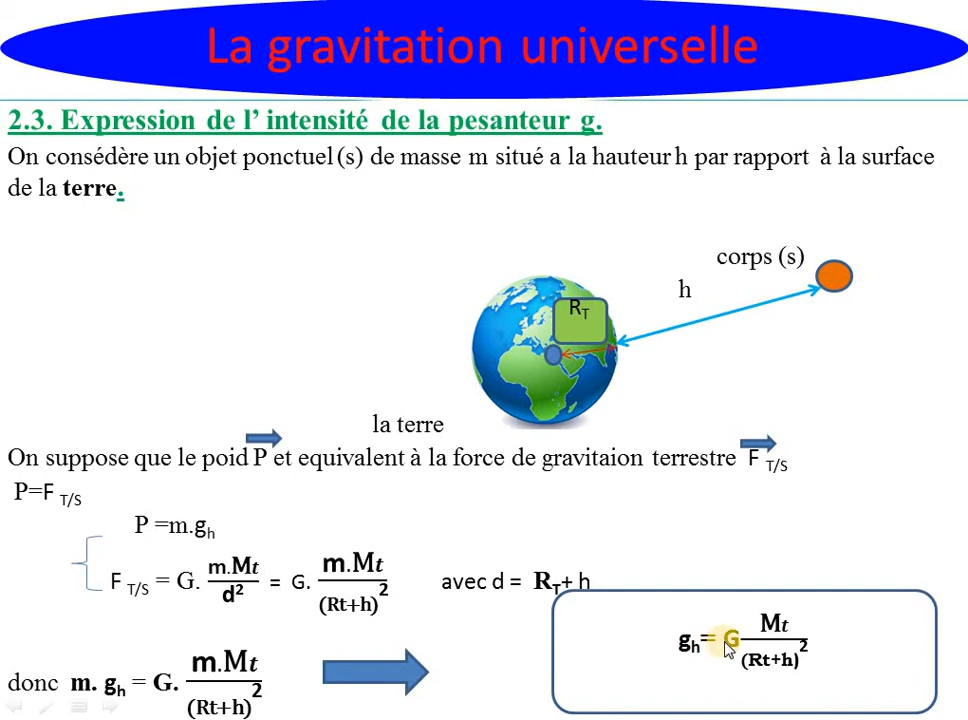 La gravitation universelle
2.3. Expression de l' intensité de la pesanteur g.
On consédère un objet ponctuel (s) de masse m situé a la hauteur h par rapport à la surface
de la terre.
corps (s)
h
R_T
la terre
On suppose que le poid P et equivalent à la force de gravitaion terrestre F T/S
P=F T/S
P =m.g_h
F T/S = G. m.Mt/d² = G. m.Mt/(Rt+h)² avec d = R_T+ h
g_h= G Mt/(Rt+h)²
donc m. g_h = G. m.Mt/(Rt+h)²